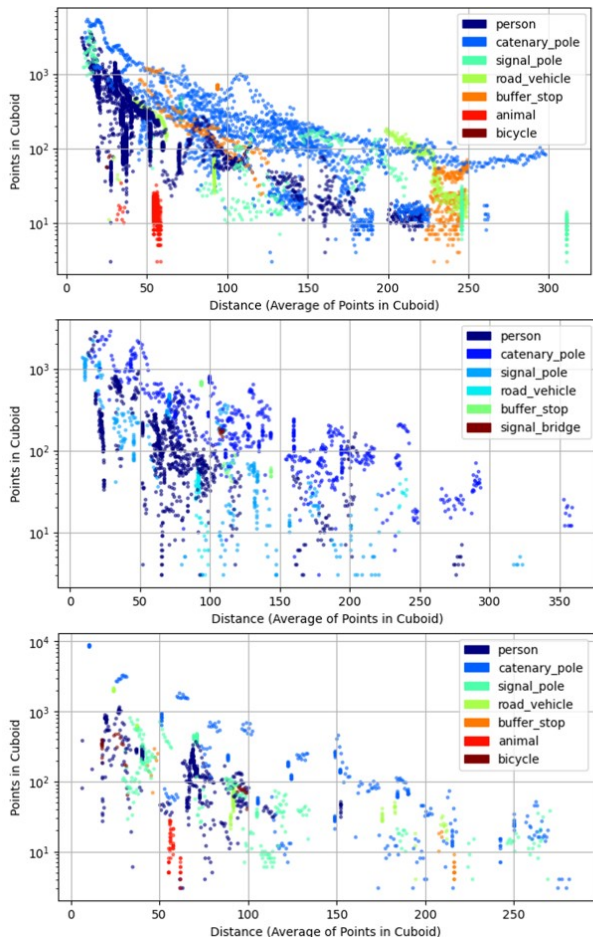 person
catenary_pole
signal_pole
road_vehicle
buffer_stop
animal
bicycle
10³
10²
10¹
Points in Cuboid
0 50 100 150 200 250 300
Distance (Average of Points in Cuboid)
person
catenary_pole
signal_pole
road_vehicle
buffer_stop
signal_bridge
10³
10²
10¹
Points in Cuboid
0 50 100 150 200 250 300 350
Distance (Average of Points in Cuboid)
person
catenary_pole
signal_pole
road_vehicle
buffer_stop
animal
bicycle
10⁴
10³
10²
10¹
Points in Cuboid
0 50 100 150 200 250
Distance (Average of Points in Cuboid)